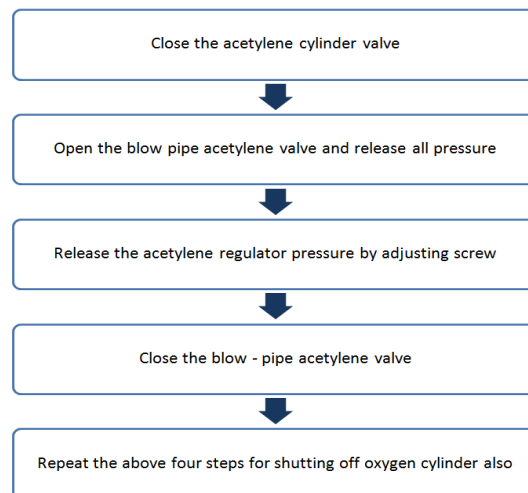 Close the acetylene cylinder valve
Open the blow pipe acetylene valve and release all pressure
Release the acetylene regulator pressure by adjusting screw
Close the blow - pipe acetylene valve
Repeat the above four steps for shutting off oxygen cylinder also